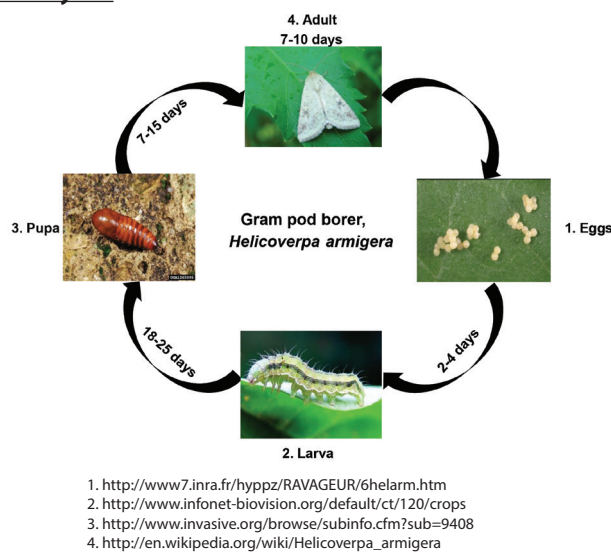 4. Adult
7-10 days
7-15 days
3. Pupa
Gram pod borer,
Helicoverpa armigera
1. Eggs
18-25 days
2-4 days
2. Larva
1. http://www7.inra.fr/hyppz/RAVAGEUR/6helarm.htm
2. http://www.infonet-biovision.org/default/ct/120/crops
3. http://www.invasive.org/browse/subinfo.cfm?sub=9408
4. http://en.wikipedia.org/wiki/Helicoverpa_armigera